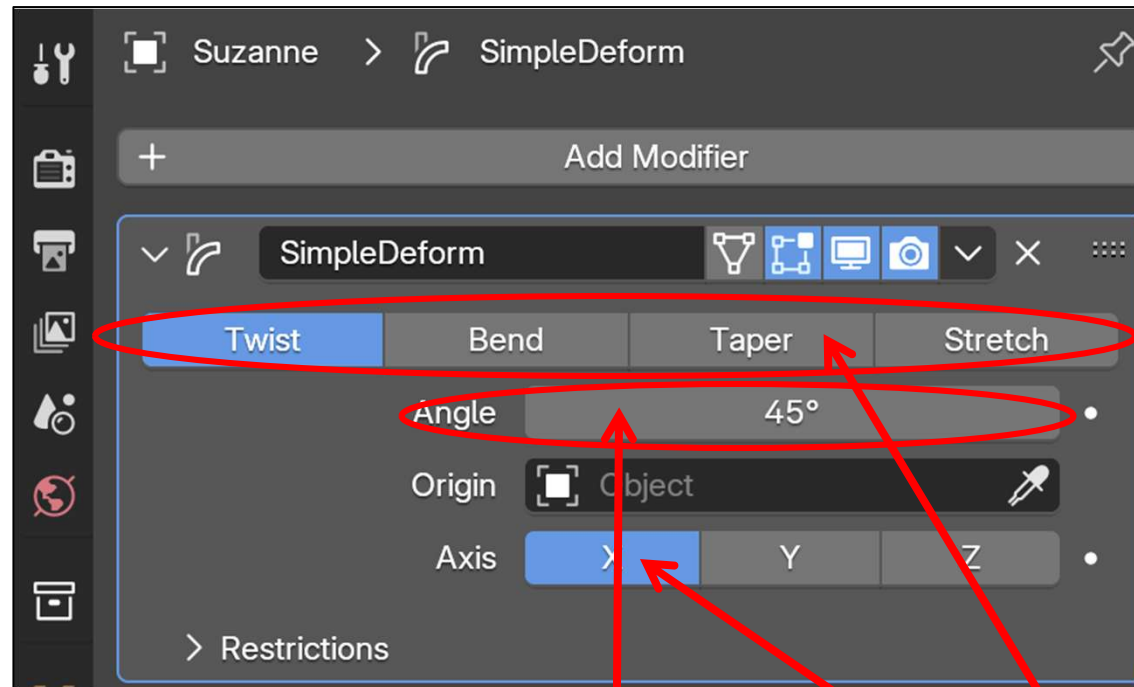 Suzanne > SimpleDeform
+ Add Modifier
SimpleDeform
Twist Bend Taper Stretch
Angle 45°
Origin Object
Axis X Y Z
> Restrictions